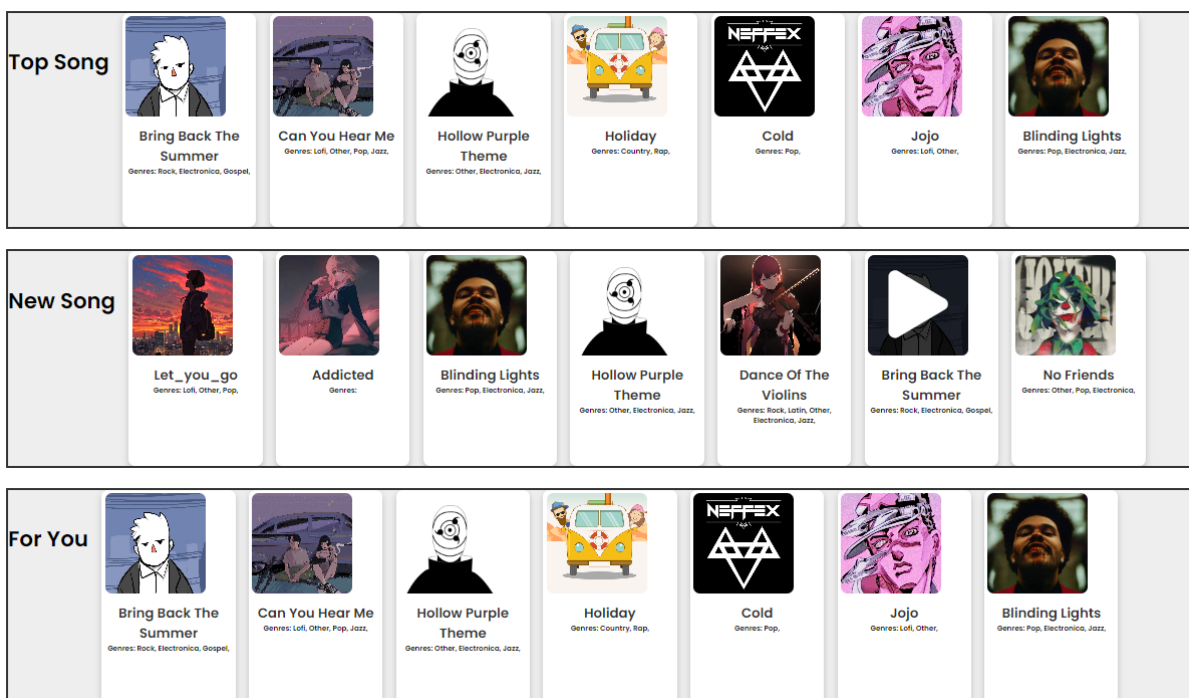 Top Song
NEFFEX
Bring Back The
Summer
Genres: Rock, Electronica, Gospel,
Can You Hear Me
Genres: Lofi, Other, Pop, Jazz,
Hollow Purple
Theme
Genres: Other, Electronica, Jazz,
Holiday
Genres: Country, Rap,
Cold
Genres: Pop,
Jojo
Genres: Lofi, Other,
Blinding Lights
Genres: Pop, Electronica, Jazz,
New Song
Let_you_go
Genres: Lofi, Other, Pop,
Addicted
Genres:
Blinding Lights
Genres: Pop, Electronica, Jazz,
Hollow Purple
Theme
Genres: Other, Electronica, Jazz,
Dance Of The
Violins
Genres: Rock, Latin, Other,
Electronica, Jazz,
Bring Back The
Summer
Genres: Rock, Electronica, Gospel,
No Friends
Genres: Other, Pop, Electronica,
For You
NEFFEX
Bring Back The
Summer
Genres: Rock, Electronica, Gospel,
Can You Hear Me
Genres: Lofi, Other, Pop, Jazz,
Hollow Purple
Theme
Genres: Other, Electronica, Jazz,
Holiday
Genres: Country, Rap,
Cold
Genres: Pop,
Jojo
Genres: Lofi, Other,
Blinding Lights
Genres: Pop, Electronica, Jazz,